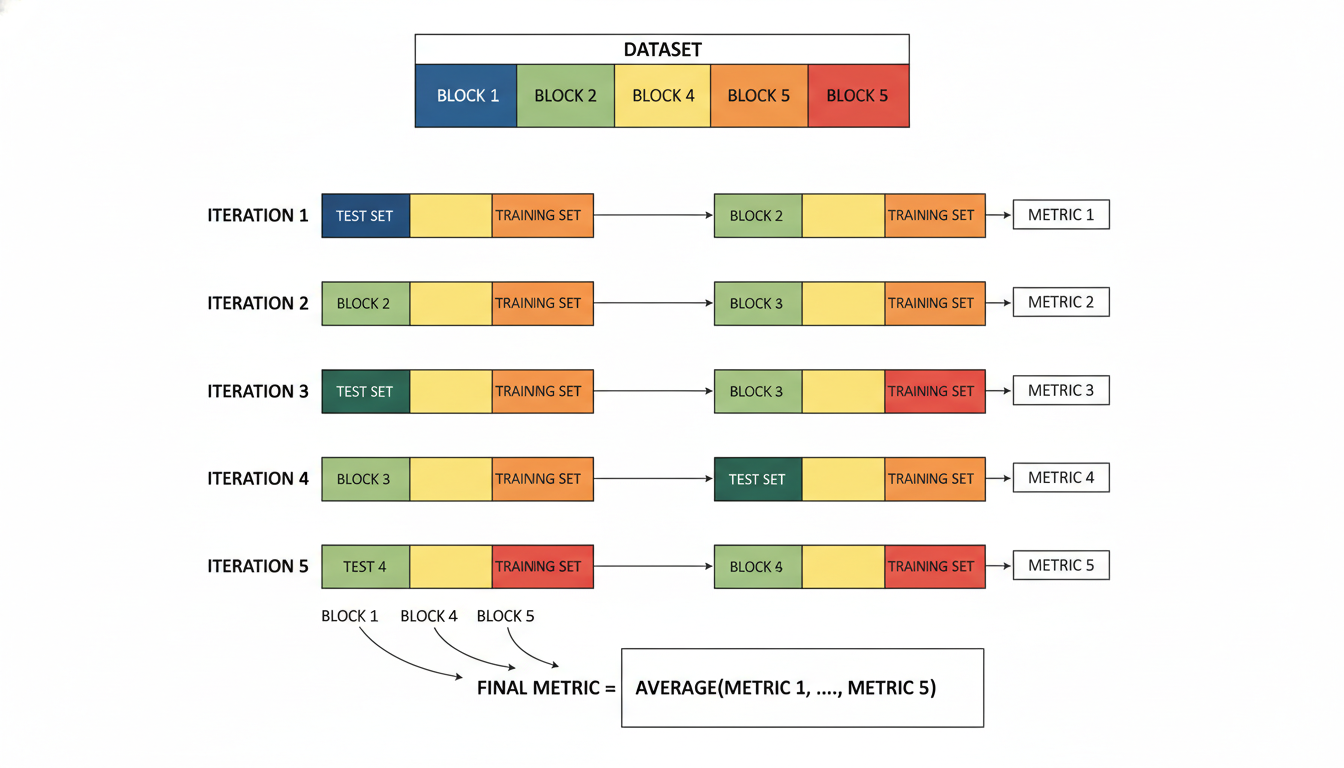 DATASET
BLOCK 1 BLOCK 2 BLOCK 4 BLOCK 5 BLOCK 5
ITERATION 1 TEST SET TRAINING SET BLOCK 2 TRAINING SET METRIC 1
ITERATION 2 BLOCK 2 TRAINING SET BLOCK 3 TRAINING SET METRIC 2
ITERATION 3 TEST SET TRAINING SET BLOCK 3 TRAINING SET METRIC 3
ITERATION 4 BLOCK 3 TRAINING SET TEST SET TRAINING SET METRIC 4
ITERATION 5 TEST 4 TRAINING SET BLOCK 4 TRAINING SET METRIC 5
BLOCK 1 BLOCK 4 BLOCK 5
FINAL METRIC = AVERAGE(METRIC 1, ...., METRIC 5)